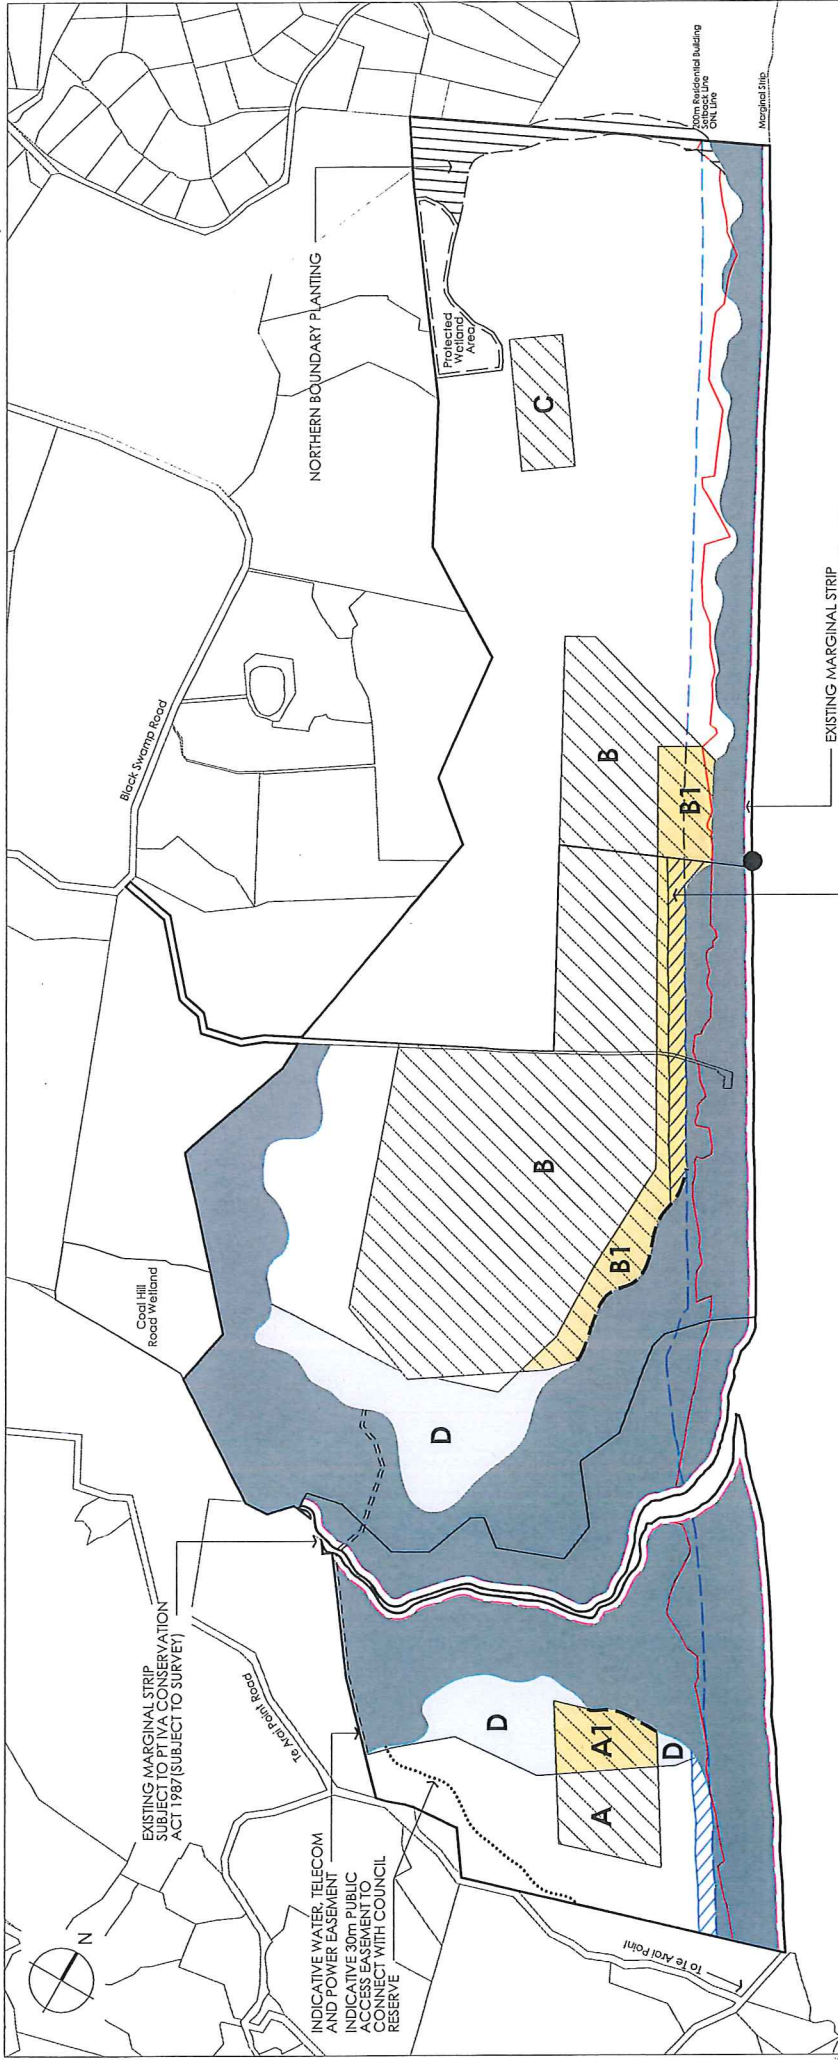 EXISTING MARGINAL STRIP
SUBJECT TO PT IVA CONSERVATION
ACT 1987(SUBJECT TO SURVEY)
N
INDICATIVE WATER, TELECOM
AND POWER EASEMENT
INDICATIVE 30m PUBLIC
ACCESS EASEMENT TO
CONNECT WITH COUNCIL
RESERVE
Te Arai Point Road
To Te Arai Point
Coal Hill
Road Wetland
Black Swamp Road
NORTHERN BOUNDARY PLANTING
Protected
Wetland
Area
200m Residential Building
Setback Line
ONL Line
Marginal Strip
D
D
A1
D
A
B
B1
B
B1
C
EXISTING MARGINAL STRIP